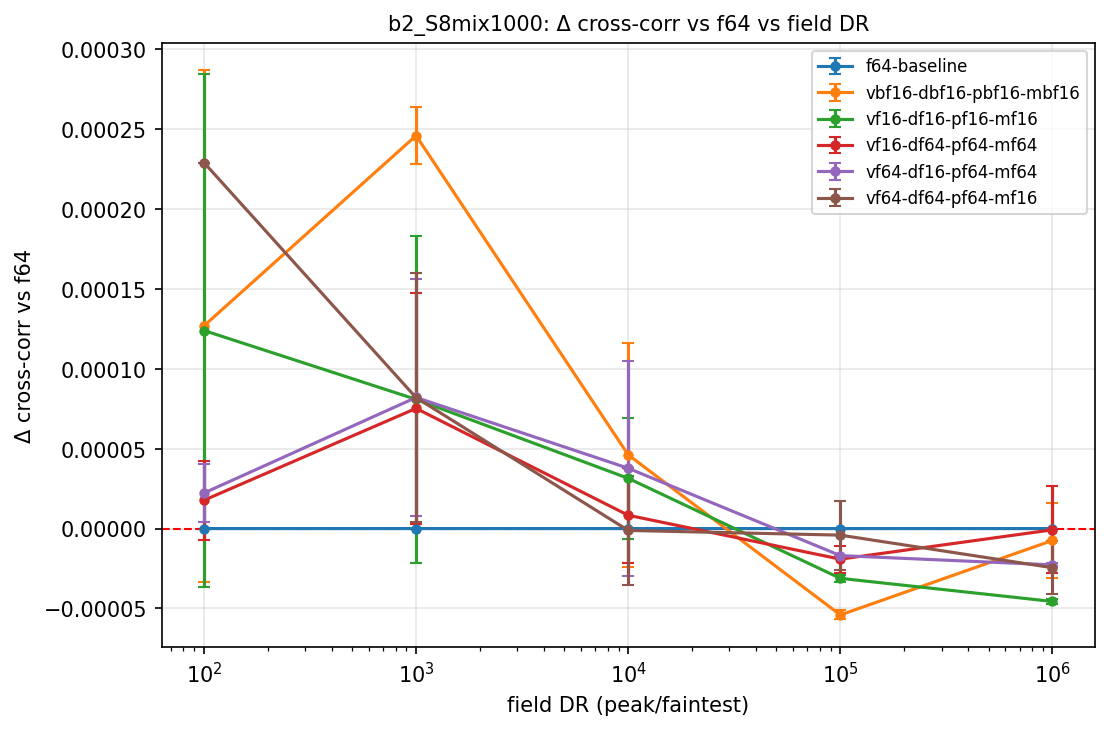 b2_S8mix1000: Δ cross-corr vs f64 vs field DR
0.00030
0.00025
0.00020
0.00015
0.00010
0.00005
0.00000
−0.00005
Δ cross-corr vs f64
f64-baseline
vbf16-dbf16-pbf16-mbf16
vf16-df16-pf16-mf16
vf16-df64-pf64-mf64
vf64-df16-pf64-mf64
vf64-df64-pf64-mf16
10² 10³ 10⁴ 10⁵ 10⁶
field DR (peak/faintest)